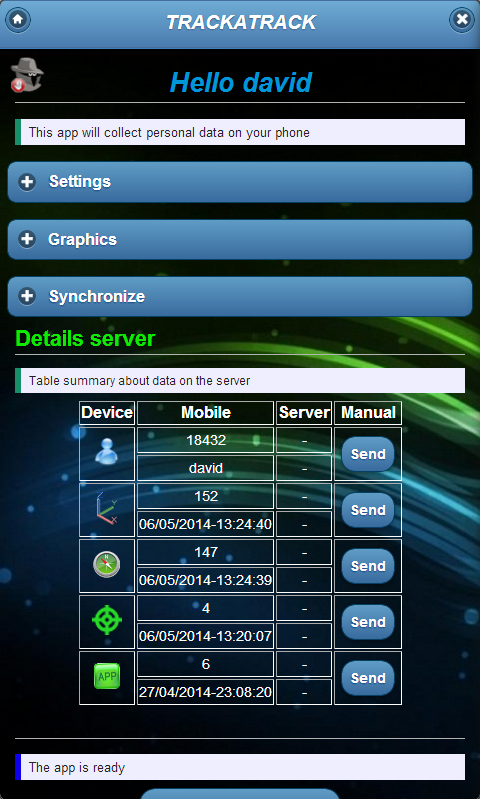 TRACKATRACK
Hello david
This app will collect personal data on your phone
Settings
Graphics
Synchronize
Details server
Table summary about data on the server
Device Mobile Server Manual
18432 -
Send
david -
152 -
Send
06/05/2014-13:24:40 -
147 -
Send
06/05/2014-13:24:39 -
4 -
Send
06/05/2014-13:20:07 -
APP 6 -
Send
27/04/2014-23:08:20 -
The app is ready